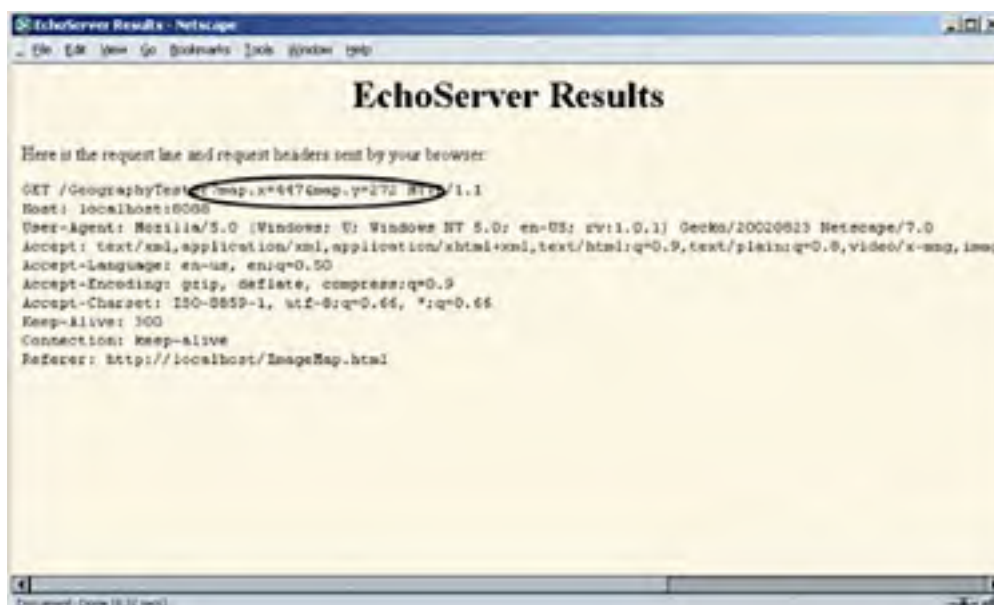 EchoServer Results - Netscape
File Edit View Go Bookmarks Tools Window Help
EchoServer Results
Here is the request line and request headers sent by your browser:
GET /GeographyTester?map.x=447&map.y=272 HTTP/1.1
Host: localhost:8088
User-Agent: Mozilla/5.0 (Windows; U; Windows NT 5.0; en-US; rv:1.0.1) Gecko/20020823 Netscape/7.0
Accept: text/xml,application/xml,application/xhtml+xml,text/html;q=0.9,text/plain;q=0.8,video/x-mng,imag
Accept-Language: en-us, en;q=0.50
Accept-Encoding: gzip, deflate, compress;q=0.9
Accept-Charset: ISO-8859-1, utf-8;q=0.66, *;q=0.66
Keep-Alive: 300
Connection: keep-alive
Referer: http://localhost/ImageMap.html
Document: Done